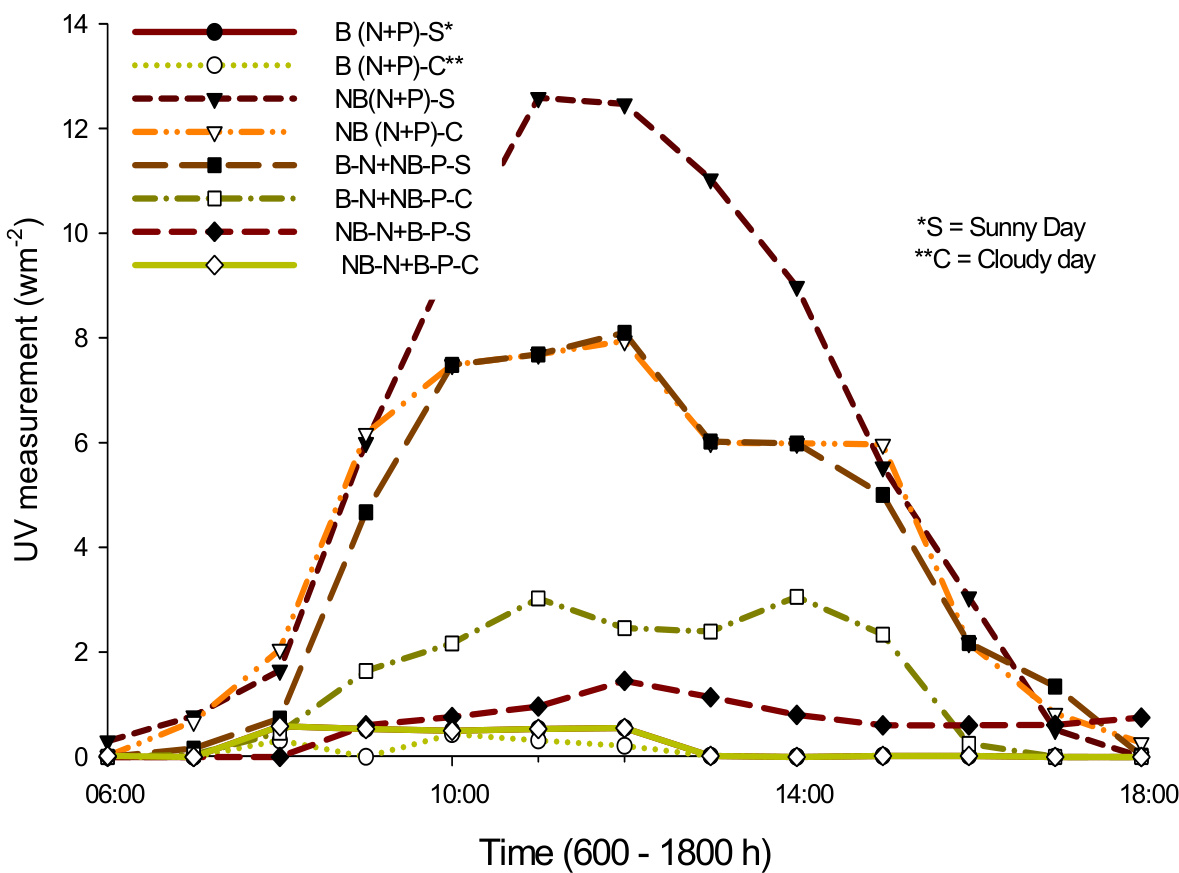 14
12
10
8
6
4
2
0
UV measurement (wm-2)
B (N+P)-S*
B (N+P)-C**
NB(N+P)-S
NB (N+P)-C
B-N+NB-P-S
B-N+NB-P-C
NB-N+B-P-S
NB-N+B-P-C
*S = Sunny Day
**C = Cloudy day
06:00 10:00 14:00 18:00
Time (600 - 1800 h)